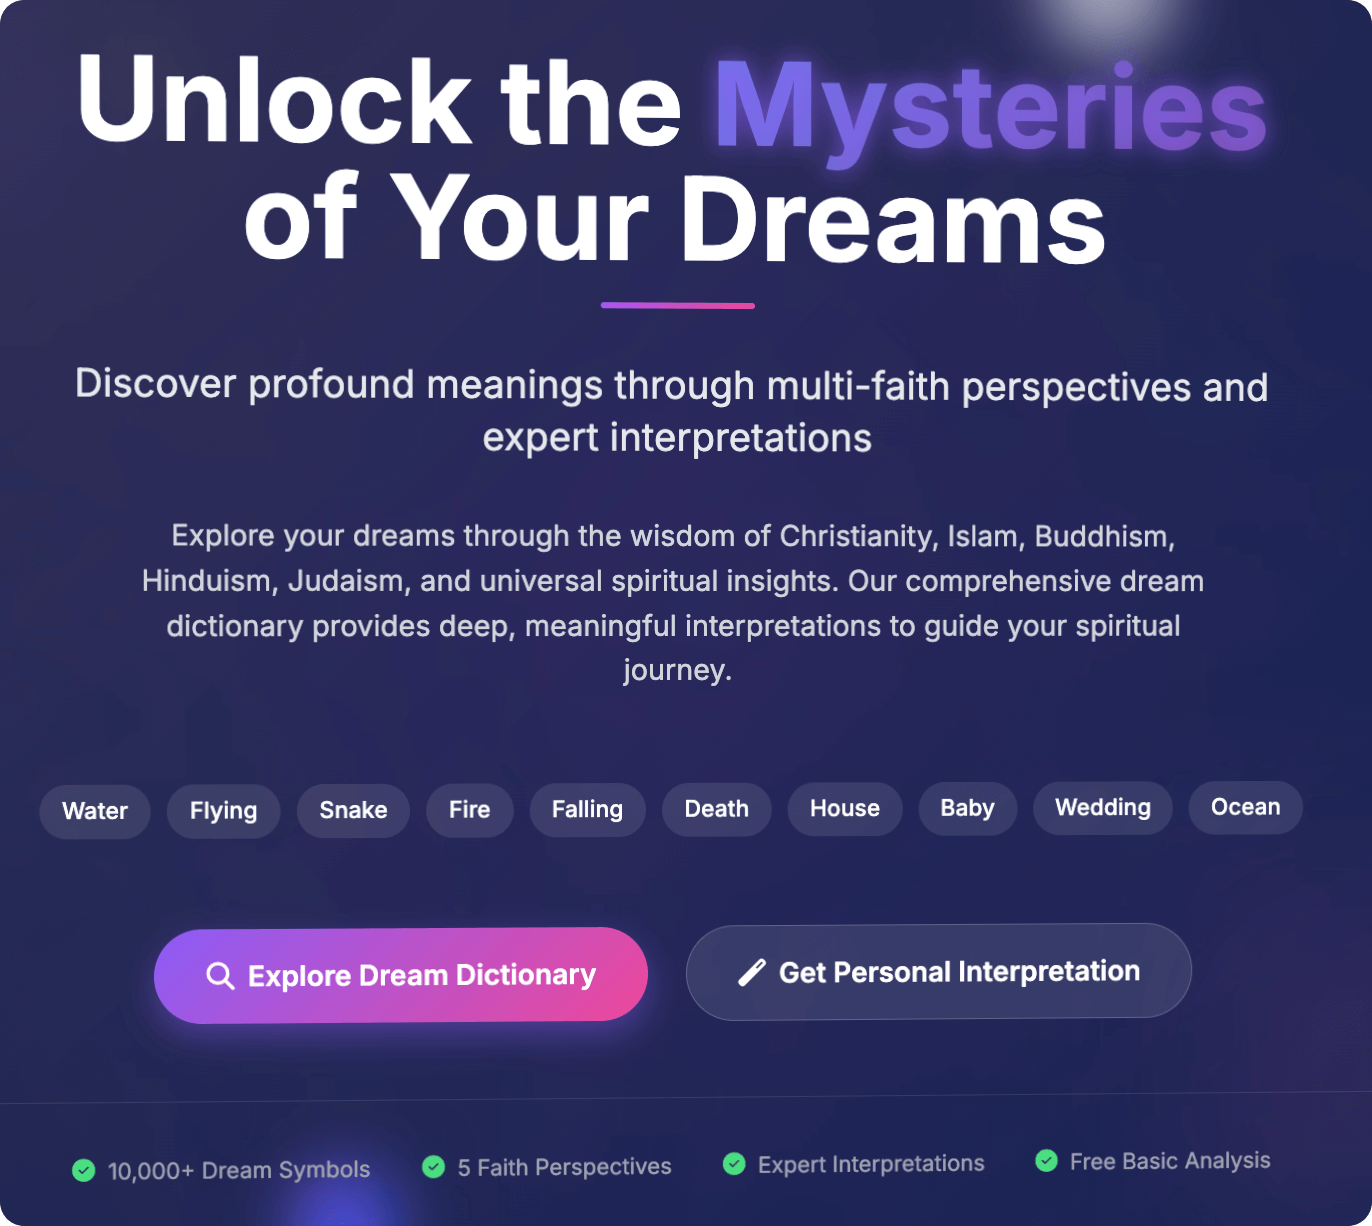 Unlock the Mysteries
of Your Dreams
Discover profound meanings through multi-faith perspectives and
expert interpretations
Explore your dreams through the wisdom of Christianity, Islam, Buddhism,
Hinduism, Judaism, and universal spiritual insights. Our comprehensive dream
dictionary provides deep, meaningful interpretations to guide your spiritual
journey.
Water Flying Snake Fire Falling Death House Baby Wedding Ocean
Explore Dream Dictionary Get Personal Interpretation
10,000+ Dream Symbols 5 Faith Perspectives Expert Interpretations Free Basic Analysis